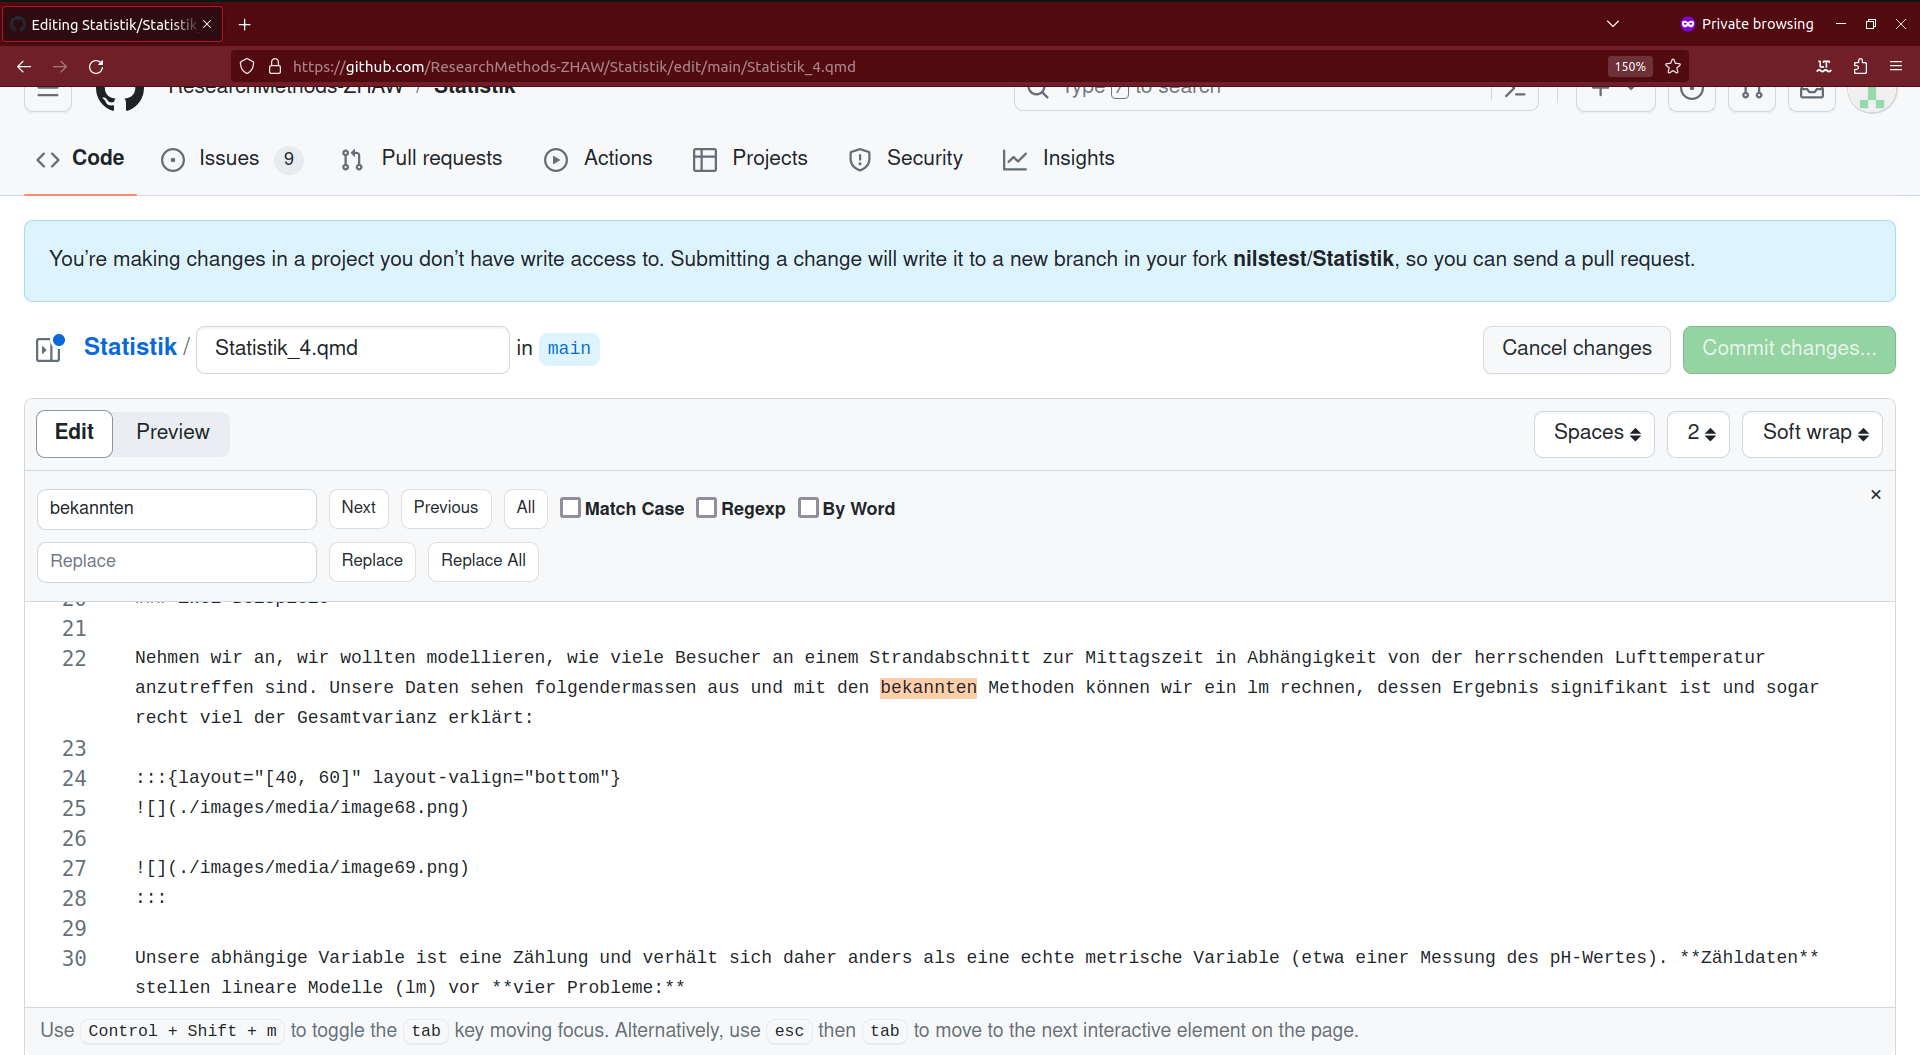 Editing Statistik/Statistik
Private browsing
https://github.com/ResearchMethods-ZHAW/Statistik/edit/main/Statistik_4.qmd
150%
ResearchMethods-ZHAW / Statistik
Type / to search
Code
Issues 9
Pull requests
Actions
Projects
Security
Insights
You’re making changes in a project you don’t have write access to. Submitting a change will write it to a new branch in your fork nilstest/Statistik, so you can send a pull request.
Statistik / Statistik_4.qmd in main
Cancel changes
Commit changes...
Edit
Preview
Spaces
2
Soft wrap
bekannten
Next
Previous
All
Match Case
Regexp
By Word
×
Replace
Replace
Replace All
20
21
22 Nehmen wir an, wir wollten modellieren, wie viele Besucher an einem Strandabschnitt zur Mittagszeit in Abhängigkeit von der herrschenden Lufttemperatur
anzutreffen sind. Unsere Daten sehen folgendermassen aus und mit den bekannten Methoden können wir ein lm rechnen, dessen Ergebnis signifikant ist und sogar
recht viel der Gesamtvarianz erklärt:
23
24 :::{layout="[40, 60]" layout-valign="bottom"}
25 ![](./images/media/image68.png)
26
27 ![](./images/media/image69.png)
28 :::
29
30 Unsere abhängige Variable ist eine Zählung und verhält sich daher anders als eine echte metrische Variable (etwa einer Messung des pH-Wertes). **Zähldaten**
stellen lineare Modelle (lm) vor **vier Probleme:**
Use Control + Shift + m to toggle the tab key moving focus. Alternatively, use esc then tab to move to the next interactive element on the page.